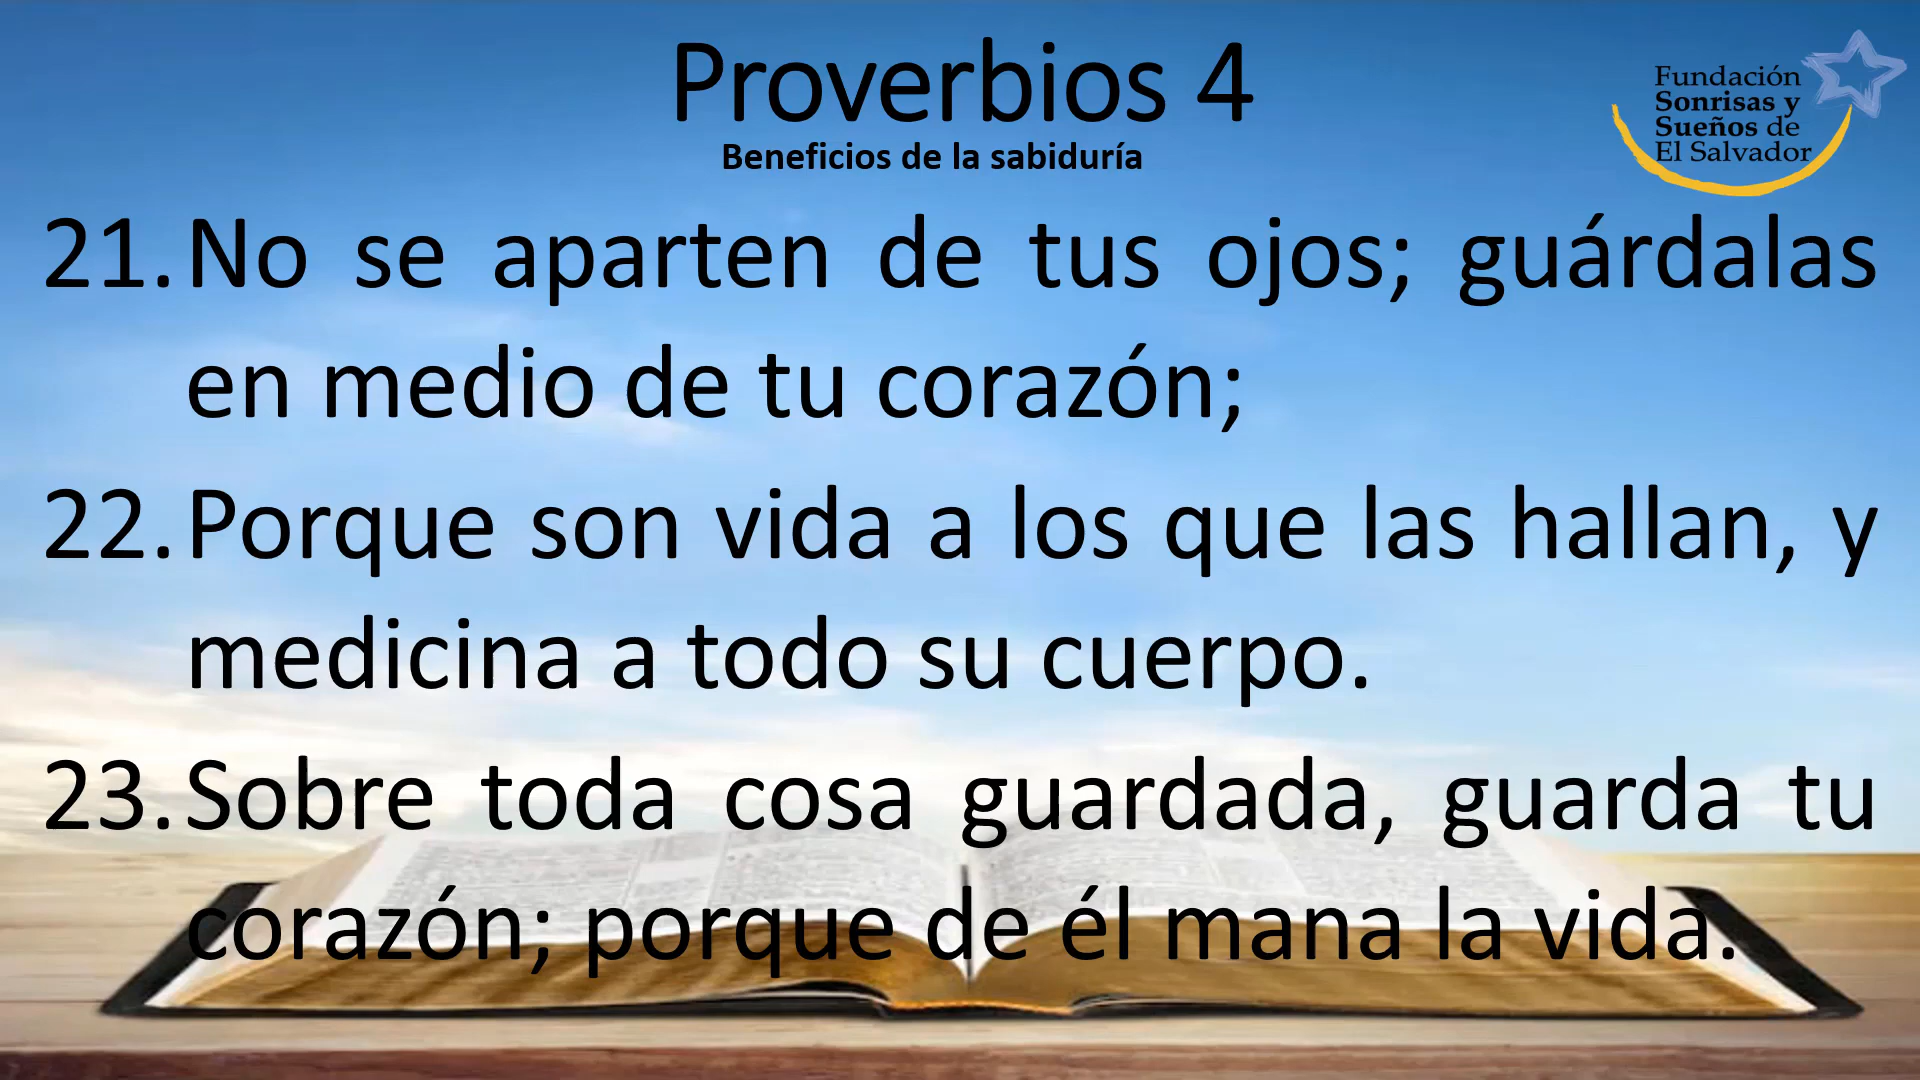 Proverbios 4
Beneficios de la sabiduría
Fundación
Sonrisas y
Sueños de
El Salvador
21. No se aparten de tus ojos; guárdalas
en medio de tu corazón;
22. Porque son vida a los que las hallan, y
medicina a todo su cuerpo.
23. Sobre toda cosa guardada, guarda tu
corazón; porque de él mana la vida.